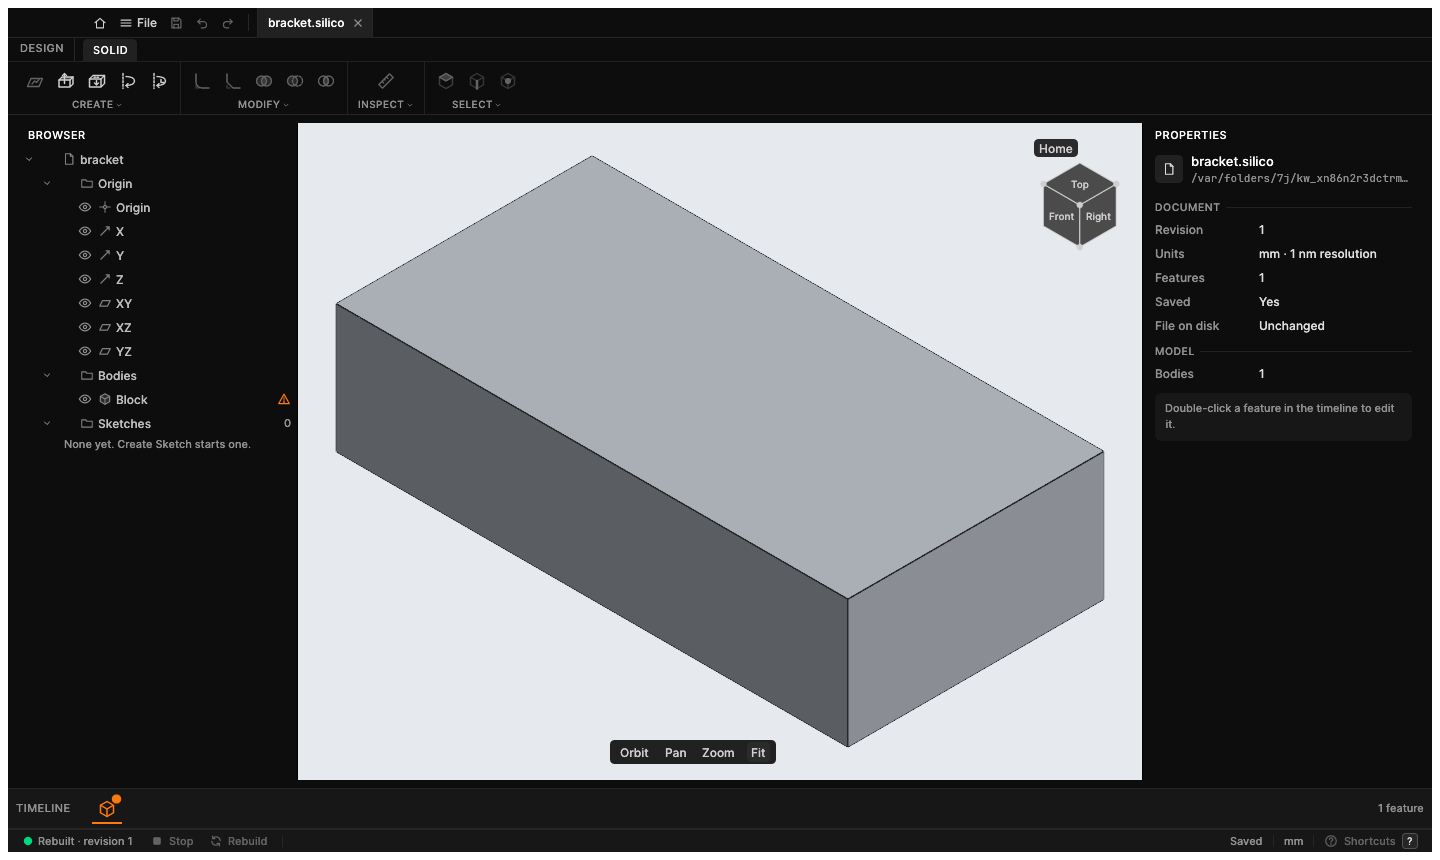 File
bracket.silico
DESIGN
SOLID
CREATE
MODIFY
INSPECT
SELECT
BROWSER
bracket
Origin
Origin
X
Y
Z
XY
XZ
YZ
Bodies
Block
Sketches 0
None yet. Create Sketch starts one.
Home
Top
Front
Right
Orbit Pan Zoom Fit
PROPERTIES
bracket.silico
/var/folders/7j/kw_xn86n2r3dctrm…
DOCUMENT
Revision 1
Units mm · 1 nm resolution
Features 1
Saved Yes
File on disk Unchanged
MODEL
Bodies 1
Double-click a feature in the timeline to edit
it.
TIMELINE
1 feature
Rebuilt · revision 1
Stop
Rebuild
Saved
mm
Shortcuts ?